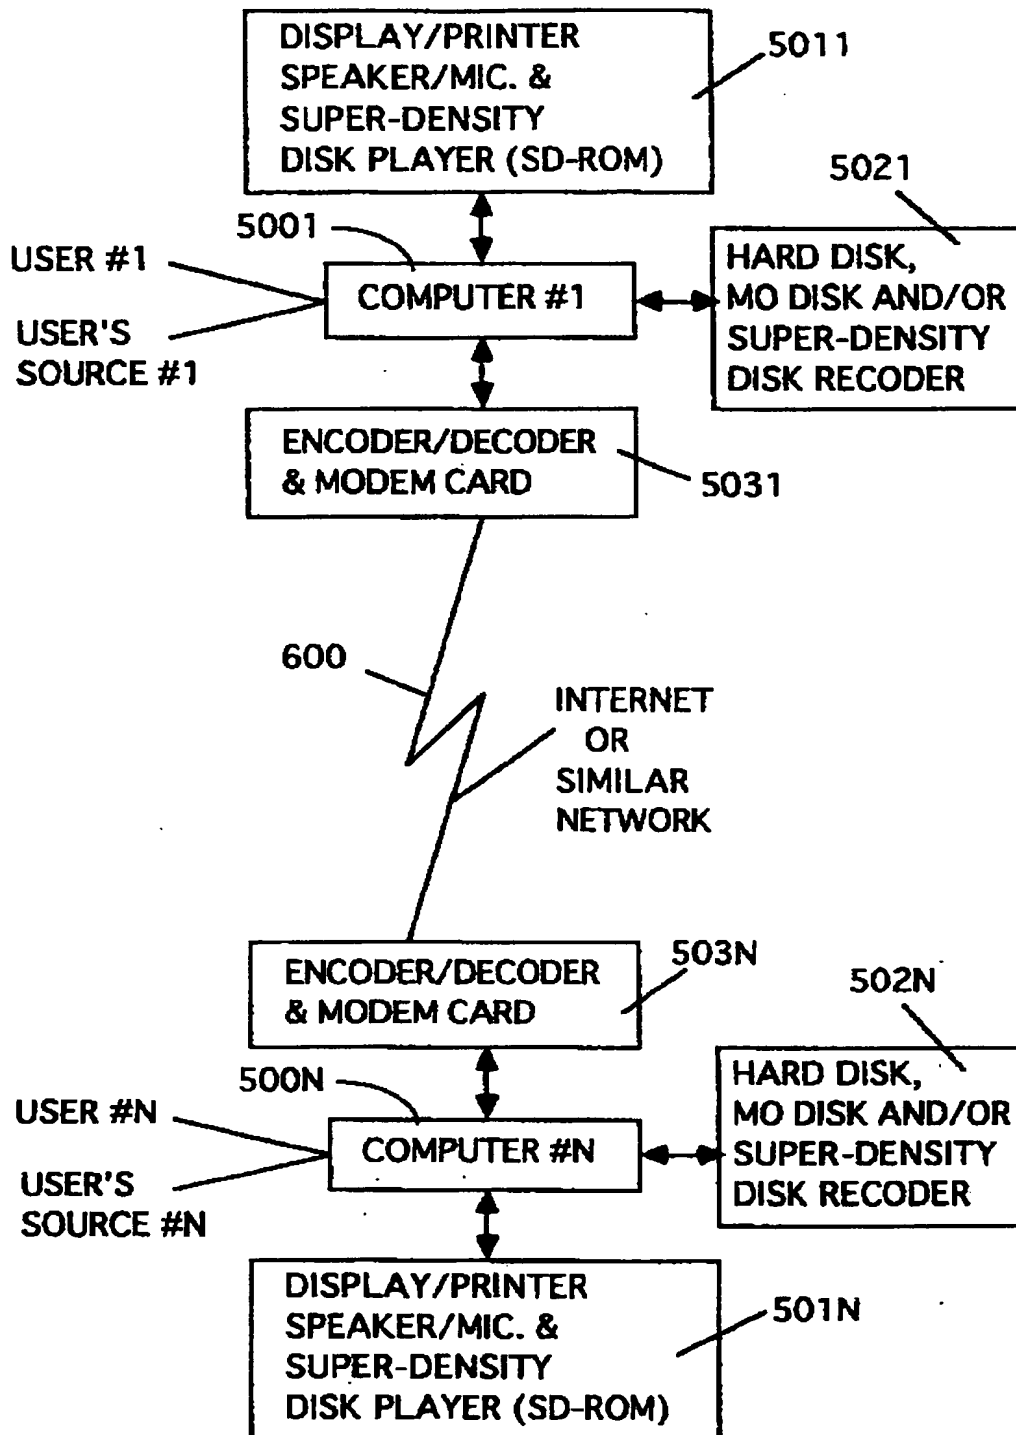 DISPLAY/PRINTER
SPEAKER/MIC. &
SUPER-DENSITY
DISK PLAYER (SD-ROM)
5011
5021
5001
USER #1
USER'S
SOURCE #1
COMPUTER #1
HARD DISK,
MO DISK AND/OR
SUPER-DENSITY
DISK RECODER
ENCODER/DECODER
& MODEM CARD
5031
600
INTERNET
OR
SIMILAR
NETWORK
ENCODER/DECODER
& MODEM CARD
503N
502N
500N
USER #N
USER'S
SOURCE #N
COMPUTER #N
HARD DISK,
MO DISK AND/OR
SUPER-DENSITY
DISK RECODER
DISPLAY/PRINTER
SPEAKER/MIC. &
SUPER-DENSITY
DISK PLAYER (SD-ROM)
501N